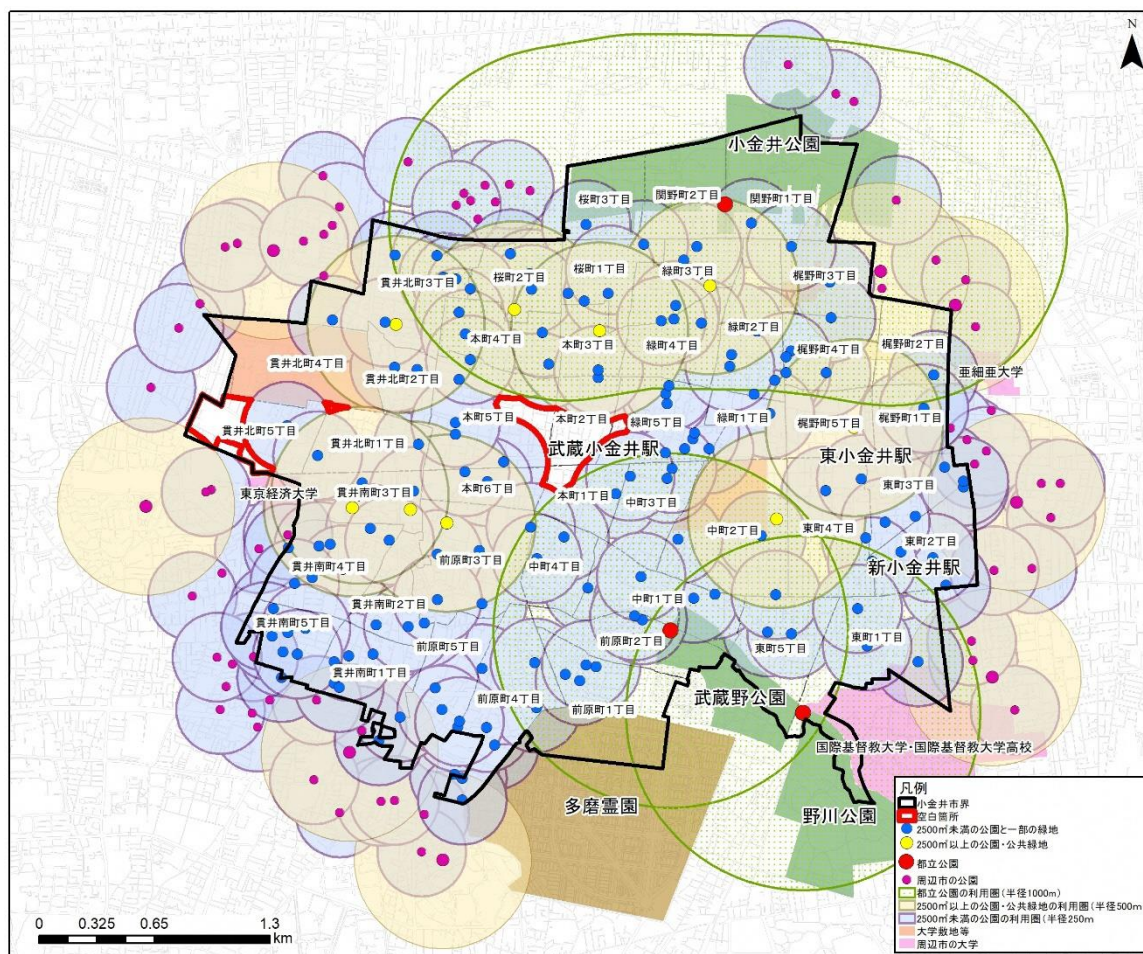 N
小金井公園
桜町3丁目
関野町2丁目
関野町1丁目
貫井北町3丁目
桜町2丁目
桜町1丁目
緑町3丁目
梶野町3丁目
本町4丁目
本町3丁目
緑町4丁目
緑町2丁目
梶野町4丁目
梶野町2丁目
貫井北町4丁目
貫井北町2丁目
亜細亜大学
貫井北町5丁目
本町5丁目
本町2丁目
緑町5丁目
緑町1丁目
梶野町5丁目
梶野町1丁目
貫井北町1丁目
武蔵小金井駅
東小金井駅
東京経済大学
貫井南町3丁目
本町6丁目
本町1丁目
中町3丁目
東町3丁目
中町2丁目
東町4丁目
東町2丁目
貫井南町4丁目
前原町3丁目
中町4丁目
新小金井駅
貫井南町2丁目
中町1丁目
貫井南町5丁目
前原町5丁目
前原町2丁目
東町5丁目
東町1丁目
貫井南町1丁目
前原町4丁目
前原町1丁目
武蔵野公園
国際基督教大学・国際基督教大学高校
多磨霊園
野川公園
凡例
小金井市界
空白箇所
2500㎡未満の公園と一部の緑地
2500㎡以上の公園・公共緑地
都立公園
周辺市の公園
都立公園の利用圏(半径1000m)
2500㎡以上の公園・公共緑地の利用圏(半径500m
2500㎡未満の公園の利用圏(半径250m
大学敷地等
周辺市の大学
0 0.325 0.65 1.3
km